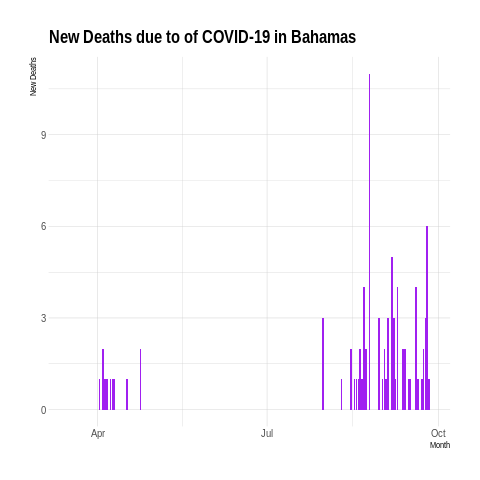 New Deaths due to of COVID-19 in Bahamas
New Deaths
9
6
3
0
Apr
Jul
Oct
Month